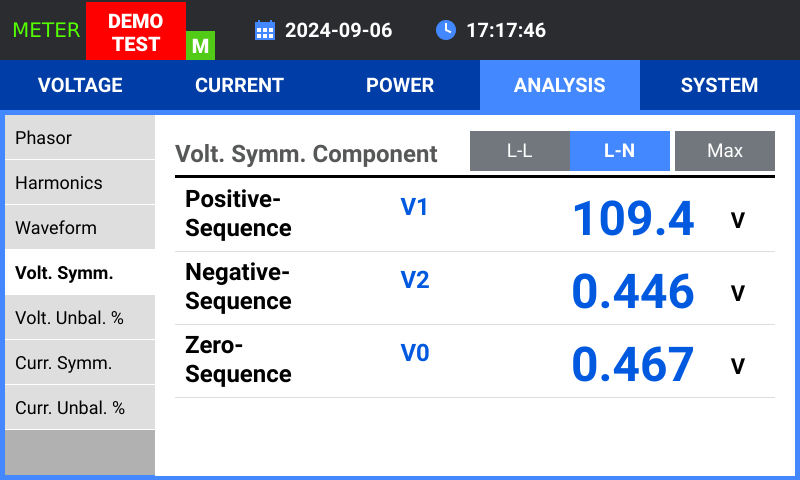 METER
DEMO
TEST
M
2024-09-06
17:17:46
VOLTAGE CURRENT POWER ANALYSIS SYSTEM
Phasor
Harmonics
Waveform
Volt. Symm.
Volt. Unbal. %
Curr. Symm.
Curr. Unbal. %
Volt. Symm. Component
L-L L-N Max
Positive-
Sequence
V1 109.4 V
Negative-
Sequence
V2 0.446 V
Zero-
Sequence
V0 0.467 V